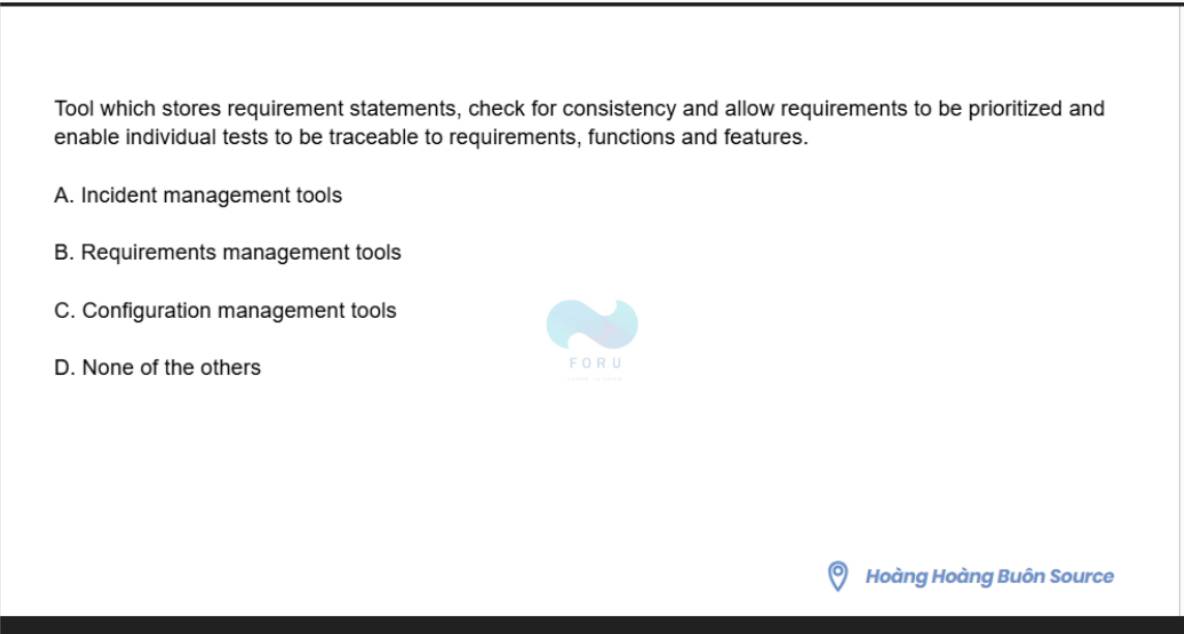 Tool which stores requirement statements, check for consistency and allow requirements to be prioritized and
enable individual tests to be traceable to requirements, functions and features.
A. Incident management tools
B. Requirements management tools
C. Configuration management tools
D. None of the others
FORU
Hoàng Hoàng Buôn Source